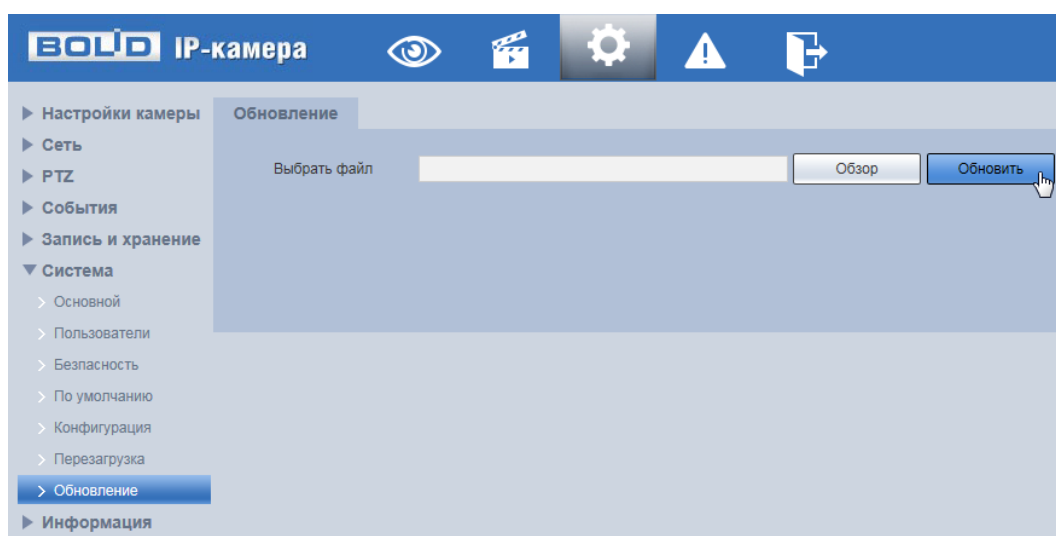 BOLID IP-камера
Настройки камеры
Обновление
Сеть
Выбрать файл
Обзор
Обновить
PTZ
События
Запись и хранение
Система
Основной
Пользователи
Безпасность
По умолчанию
Конфигурация
Перезагрузка
Обновление
Информация